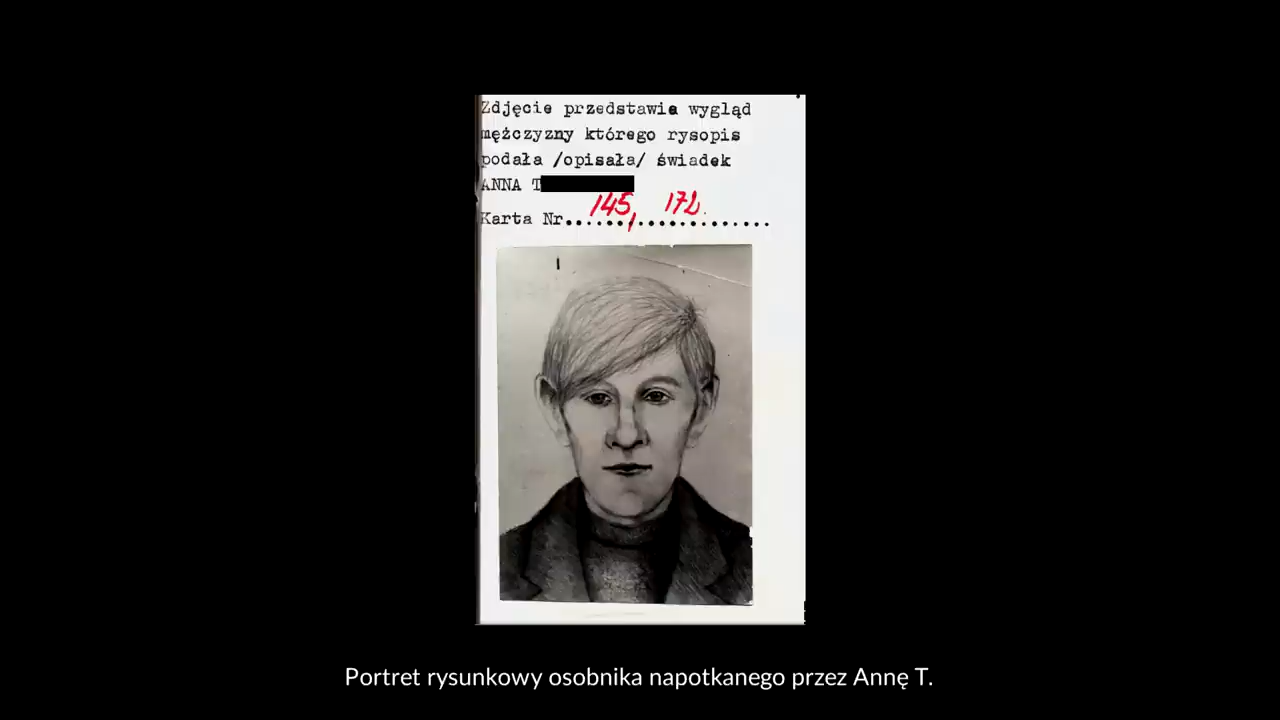 Zdjęcie przedstawia wygląd
mężczyzny którego rysopis
podała /opisała/ świadek
ANNA T
Karta Nr......145,...172.............
Portret rysunkowy osobnika napotkanego przez Annę T.